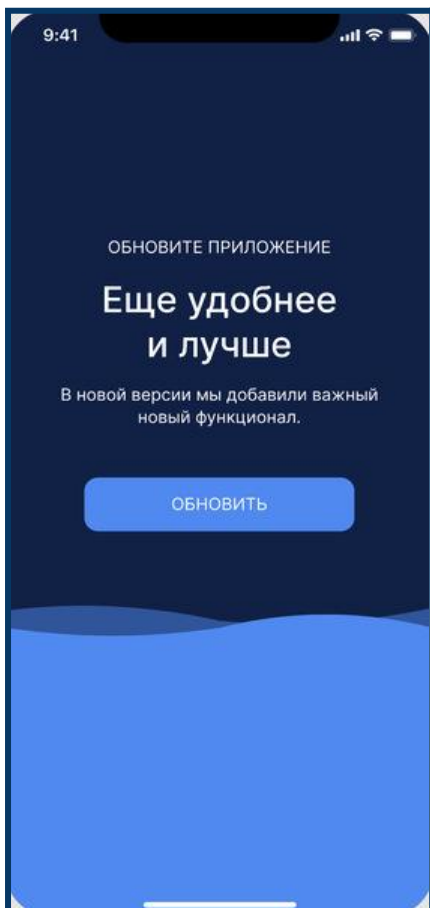 9:41
ОБНОВИТЕ ПРИЛОЖЕНИЕ
Еще удобнее
и лучше
В новой версии мы добавили важный
новый функционал.
ОБНОВИТЬ